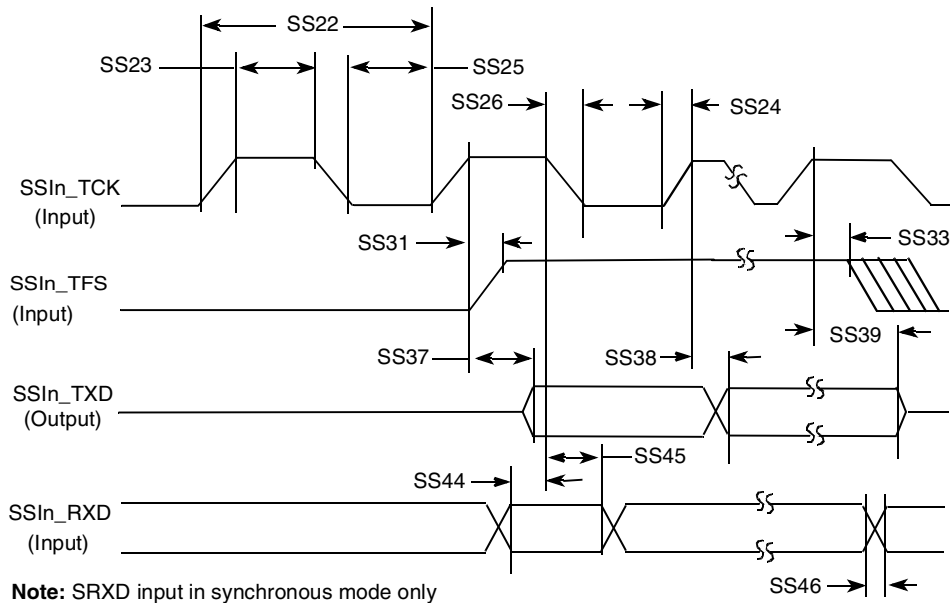 SS22
SS23
SS25
SS26
SS24
SSIn_TCK
(Input)
SS31
SS33
SSIn_TFS
(Input)
SS37
SS38
SS39
SSIn_TXD
(Output)
SS45
SS44
SSIn_RXD
(Input)
SS46
Note: SRXD input in synchronous mode only